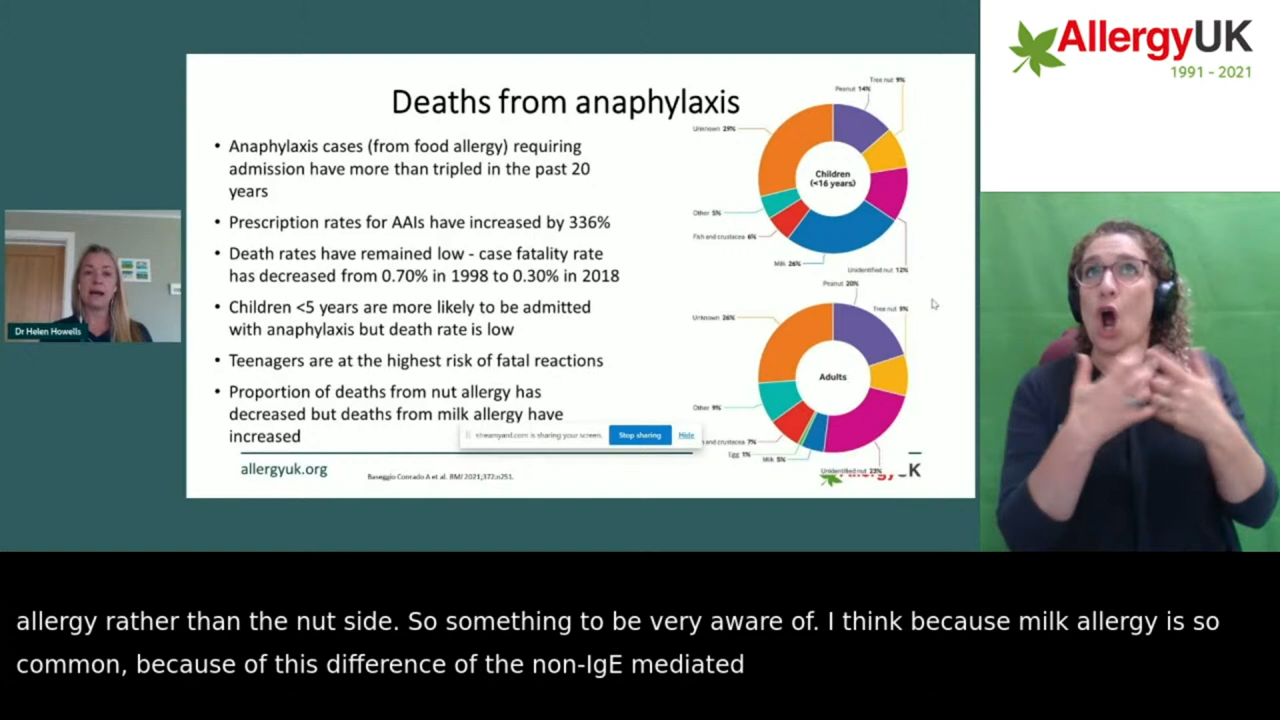 AllergyUK
1991 - 2021
Deaths from anaphylaxis
• Anaphylaxis cases (from food allergy) requiring
admission have more than tripled in the past 20
years
• Prescription rates for AAIs have increased by 336%
• Death rates have remained low - case fatality rate
has decreased from 0.70% in 1998 to 0.30% in 2018
• Children <5 years are more likely to be admitted
with anaphylaxis but death rate is low
• Teenagers are at the highest risk of fatal reactions
• Proportion of deaths from nut allergy has
decreased but deaths from milk allergy have
increased
Tree nut 9%
Peanut 14%
Unknown 29%
Children
(<16 years)
Other 5%
Fish and crustacea 6%
Milk 26%
Unidentified nut 12%
Peanut 20%
Tree nut 9%
Unknown 26%
Adults
Other 9%
and crustacea 7%
Egg 1%
Milk 5%
Unidentified nut 23%
K
streamyard.com is sharing your screen.
Stop sharing
Hide
allergyuk.org
Baseggio Conrado A et al. BMJ 2021;372:n251.
Dr Helen Howells
allergy rather than the nut side. So something to be very aware of. I think because milk allergy is so
common, because of this difference of the non-IgE mediated